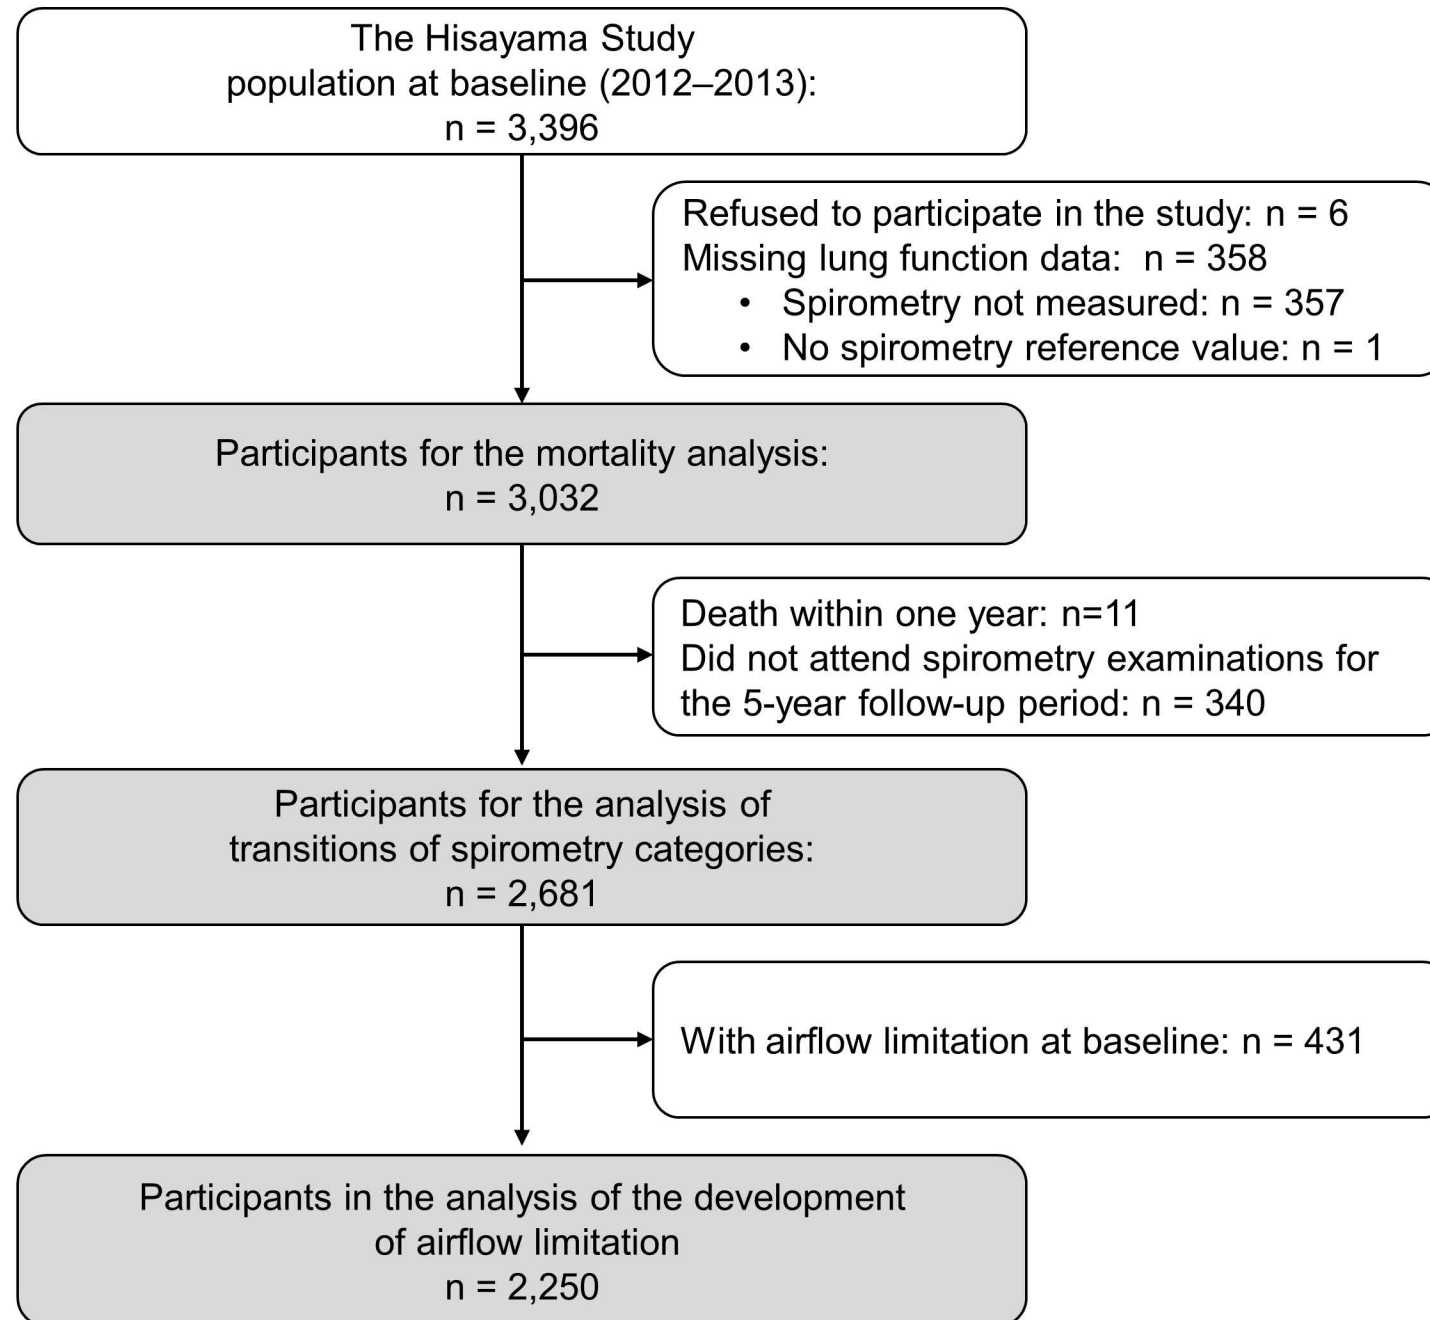 The Hisayama Study
population at baseline (2012–2013):
n = 3,396
Refused to participate in the study: n = 6
Missing lung function data:  n = 358
• Spirometry not measured: n = 357
• No spirometry reference value: n = 1
Participants for the mortality analysis:
n = 3,032
Death within one year: n=11
Did not attend spirometry examinations for
the 5-year follow-up period: n = 340
Participants for the analysis of
transitions of spirometry categories:
n = 2,681
With airflow limitation at baseline: n = 431
Participants in the analysis of the development
of airflow limitation
n = 2,250